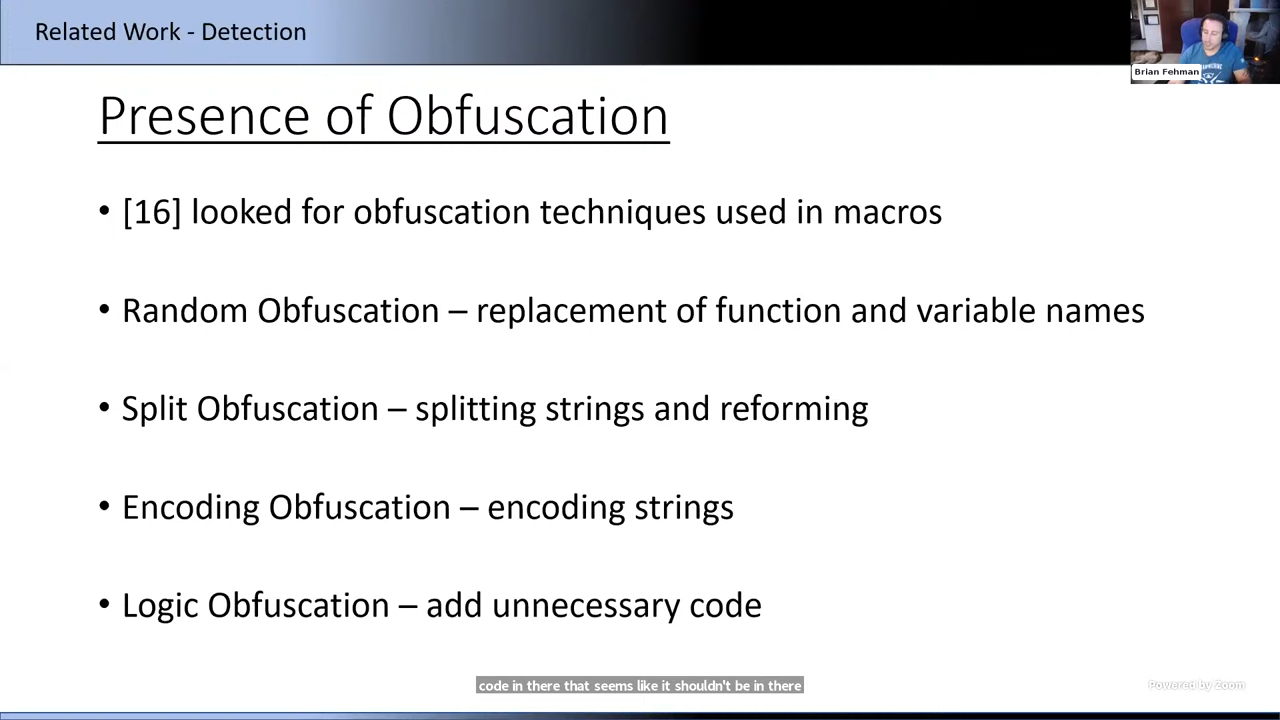 Related Work - Detection
Brian Fehrman
Presence of Obfuscation
• [16] looked for obfuscation techniques used in macros
• Random Obfuscation – replacement of function and variable names
• Split Obfuscation – splitting strings and reforming
• Encoding Obfuscation – encoding strings
• Logic Obfuscation – add unnecessary code
code in there that seems like it shouldn't be in there
Powered by Zoom